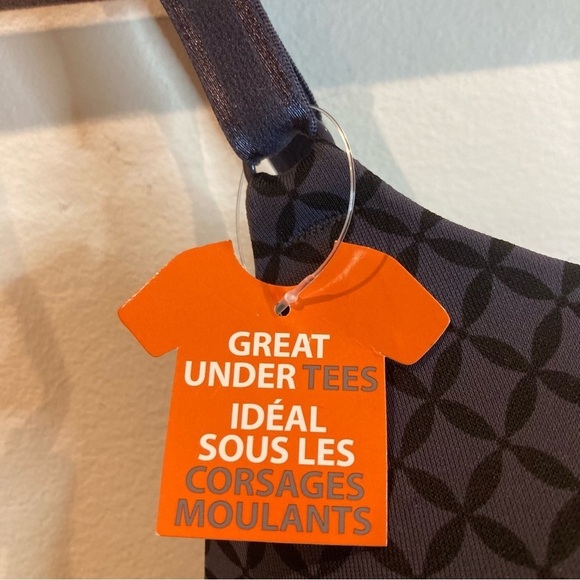 GREAT
UNDER TEES
IDÉAL
SOUS LES
CORSAGES
MOULANTS